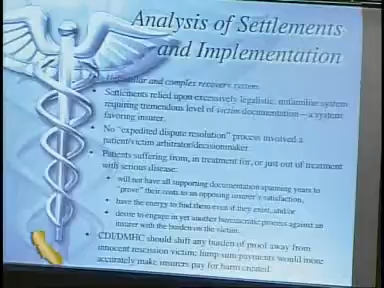 Analysis of Settlements
and Implementation
and complex recovery system
• Settlements relied upon excessively legalistic, system
requiring tremendous level of victim documentation – a system
favoring insurer.
• No “expedited dispute resolution” process involved a
patient/victim arbitrator/decisionmaker.
• Patients suffering from, in treatment for, or just out of treatment
with serious disease:
• will not have all supporting documentation spanning years to
“prove” their costs to an opposing insurer's satisfaction,
• have the energy to find them even if they exist, and/or
• desire to engage in yet another bureaucratic process against an
insurer with the burden on the victim.
• CDI/DMHC should shift any burden of proof away from
innocent rescission victim; lump sum payments would more
accurately make insurers pay for harm created.